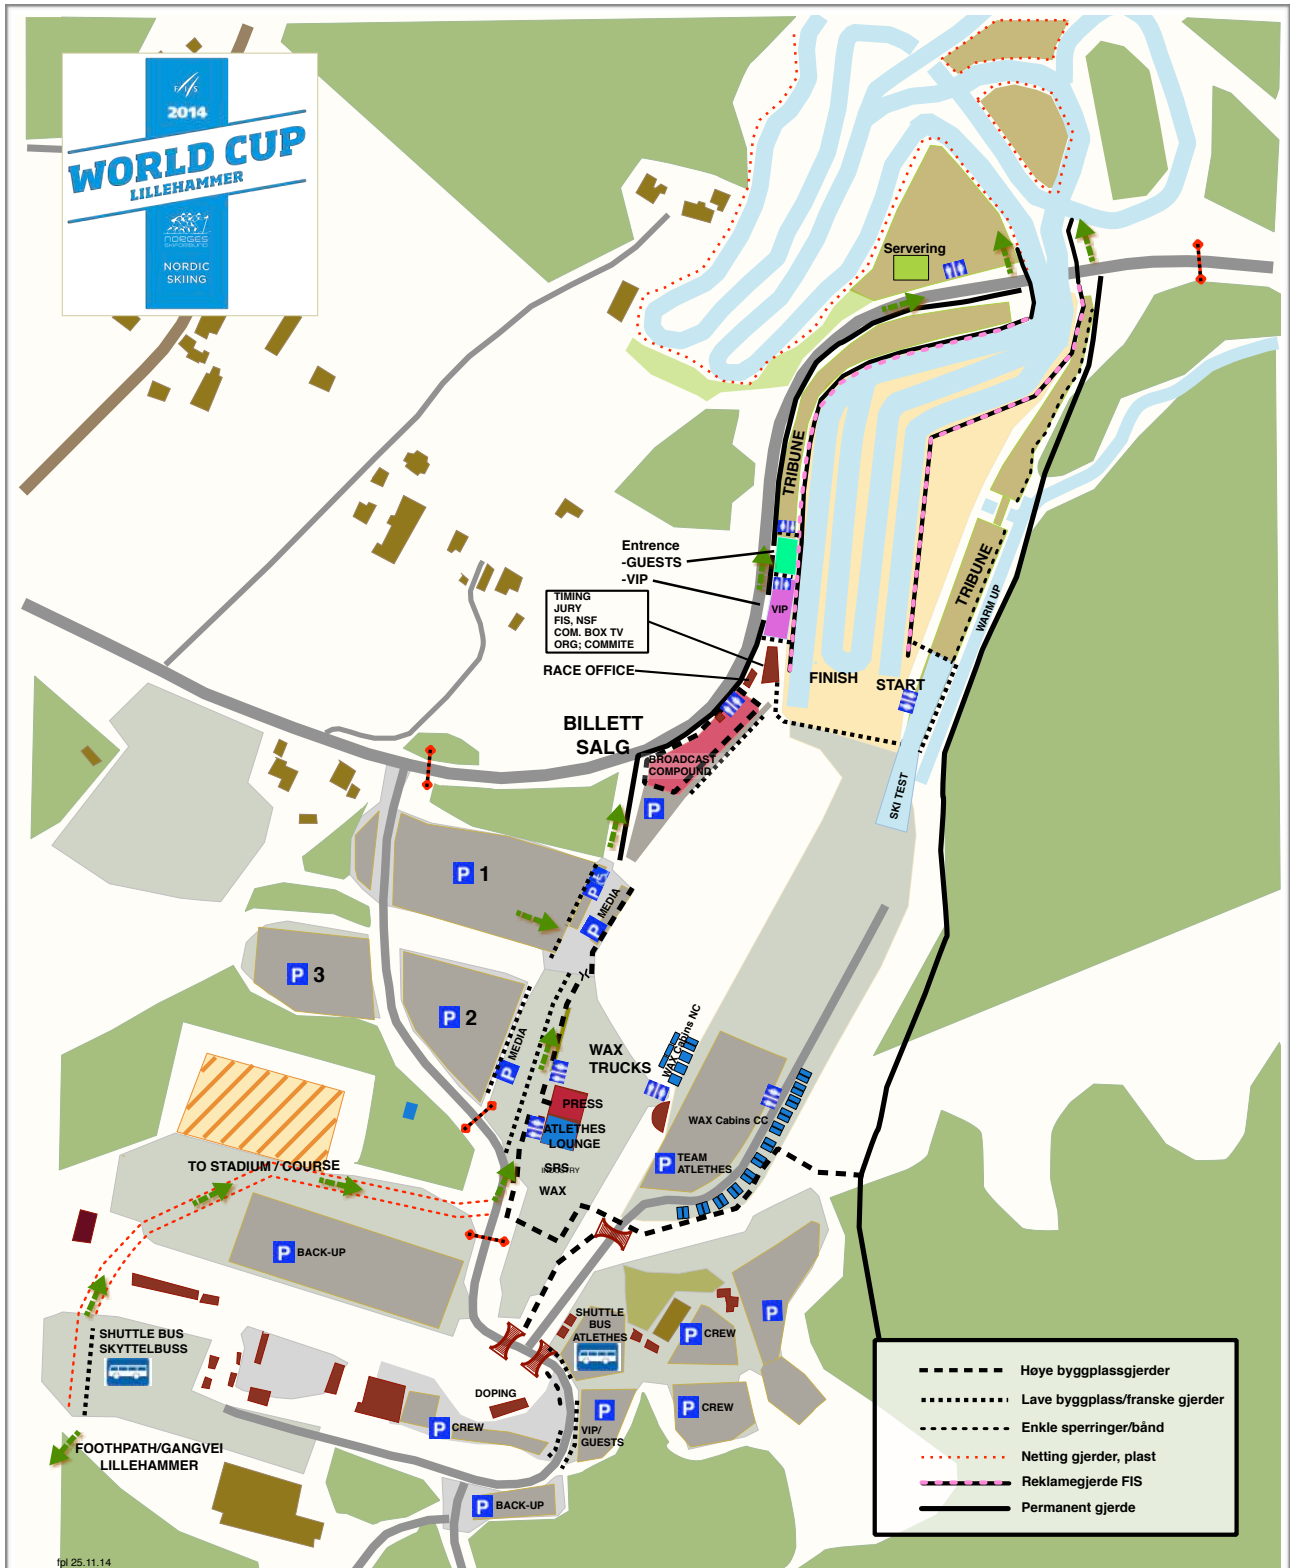 FIS
2014
WORLD CUP
LILLEHAMMER
NORGES
SKIFORBUND
NORDIC
SKIING
Servering
TRIBUNE
Entrence
-GUESTS
-VIP
TIMING
JURY
FIS, NSF
COM. BOX TV
ORG; COMMITE
VIP
TRIBUNE
WARM UP
RACE OFFICE
FINISH
START
BILLETT
SALG
BROADCAST
COMPOUND
SKI TEST
P
P 1
P
MEDIA
P
P 3
P 2
MEDIA
P
WAX
TRUCKS
WAX Cabins NC
PRESS
ATLETHES
LOUNGE
SRS
INDUSTRY
WAX
WAX Cabins CC
P TEAM
ATLETHES
TO STADIUM / COURSE
P BACK-UP
SHUTTLE BUS
SKYTTELBUSS
SHUTTLE
BUS
ATLETHES
P CREW
P
DOPING
P CREW
P
VIP/
GUESTS
P CREW
FOOTHPATH/GANGVEI
LILLEHAMMER
P BACK-UP
Høye byggplassgjerder
Lave byggplass/franske gjerder
Enkle sperringer/bånd
Netting gjerder, plast
Reklamegjerde FIS
Permanent gjerde
fpl 25.11.14